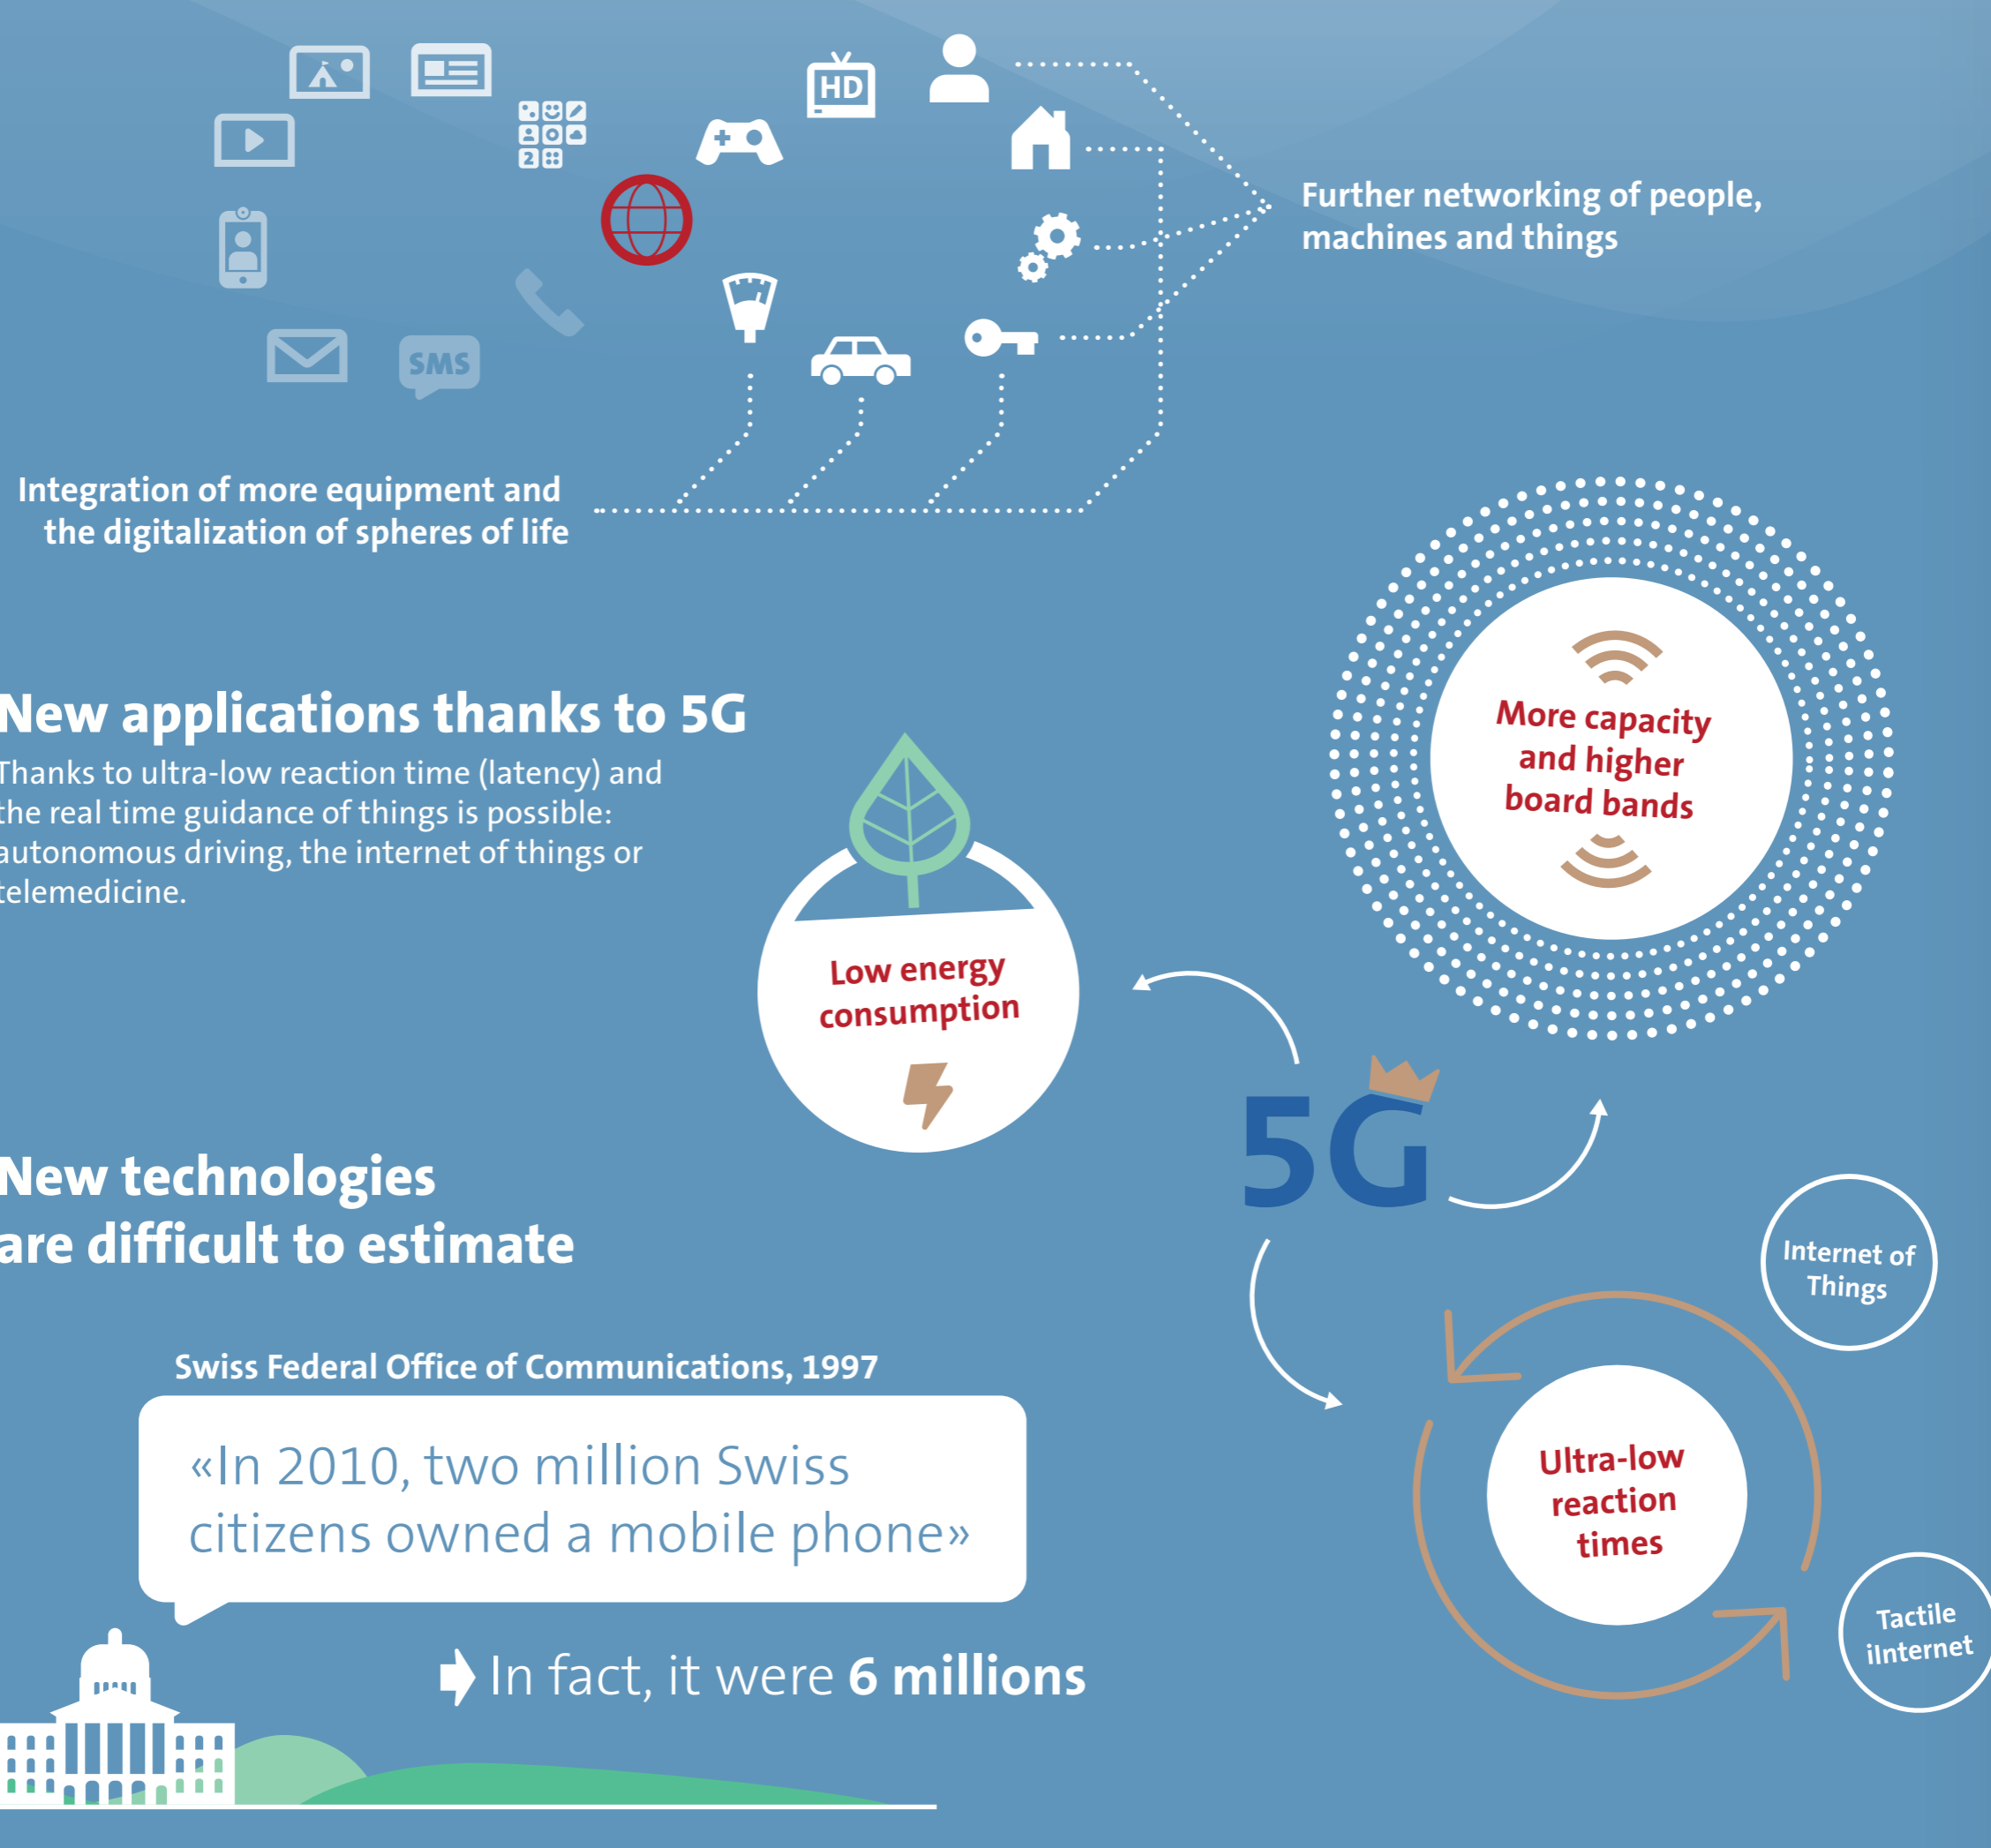 HD
2
SMS
Further networking of people,
machines and things
Integration of more equipment and
the digitalization of spheres of life
New applications thanks to 5G
Thanks to ultra-low reaction time (latency) and
the real time guidance of things is possible:
autonomous driving, the internet of things or
telemedicine.
More capacity
and higher
board bands
Low energy
consumption
5G
New technologies
are difficult to estimate
Internet of
Things
Swiss Federal Office of Communications, 1997
«In 2010, two million Swiss
citizens owned a mobile phone»
In fact, it were 6 millions
Ultra-low
reaction
times
Tactile
iInternet